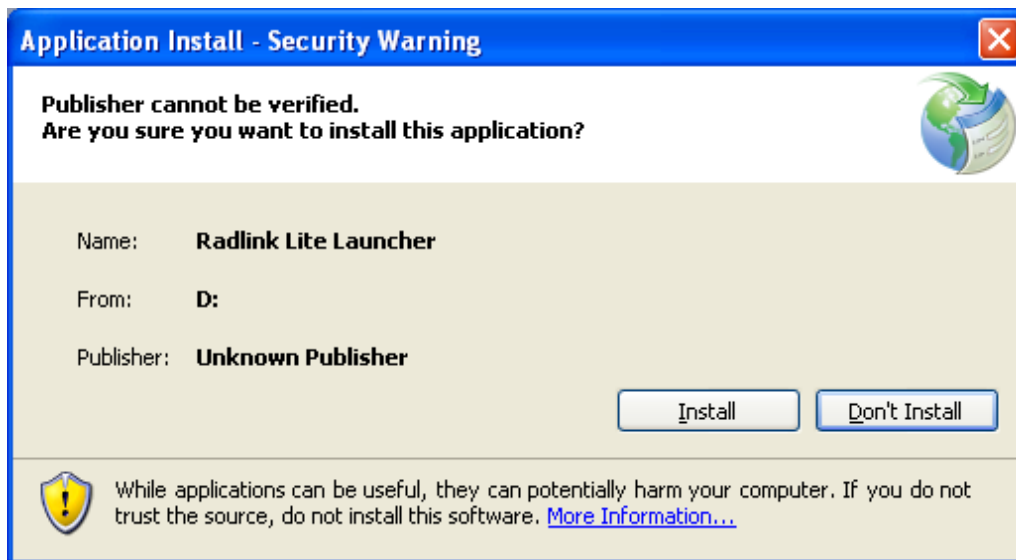 Application Install - Security Warning
Publisher cannot be verified.
Are you sure you want to install this application?
Name: Radlink Lite Launcher
From: D:
Publisher: Unknown Publisher
Install Don't Install
While applications can be useful, they can potentially harm your computer. If you do not
trust the source, do not install this software. More Information...